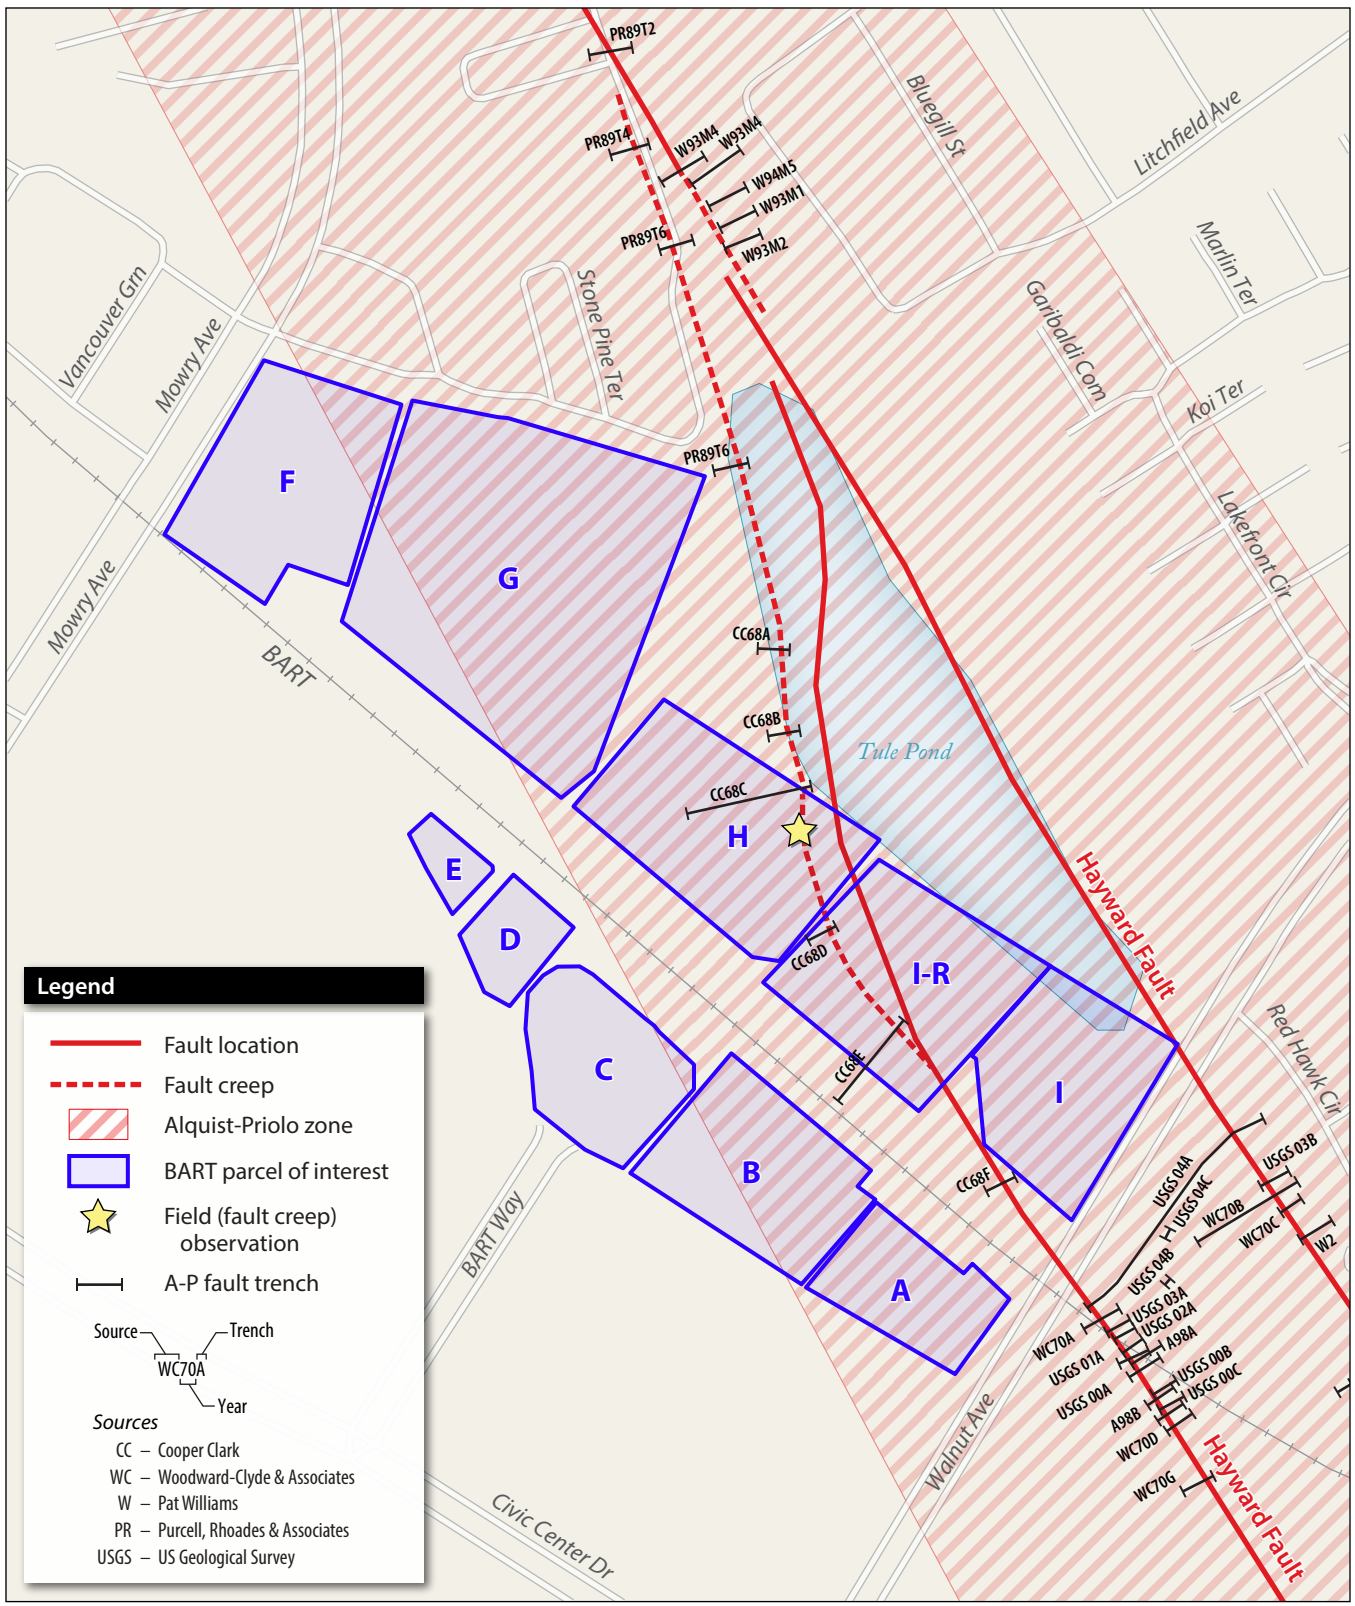 PR89T2
PR89T4
W93M4
W93M4
W94M5
W93M1
W93M2
PR89T6
Bluegill St
Litchfield Ave
Marlin Ter
Garibaldi Com
Koi Ter
Lakefront Cir
Vancouver Grn
Mowry Ave
Stone Pine Ter
PR89T6
F
G
Mowry Ave
BART
CC68A
CC68B
Tule Pond
CC68C
H
E
D
Hayward Fault
CC68D
I-R
C
CC68E
I
Red Hawk Cir
B
CC68F
A
BART Way
USGS 04A
USGS 04C
USGS 03B
WC70B
WC70C
W2
USGS 04B
USGS 03A
USGS 02A
A98A
WC70A
USGS 01A
USGS 00B
USGS 00C
USGS 00A
A98B
WC70D
WC70G
Hayward Fault
Walnut Ave
Civic Center Dr
Legend
Fault location
Fault creep
Alquist-Priolo zone
BART parcel of interest
Field (fault creep)
observation
A-P fault trench
Source
Trench
WC70A
Year
Sources
CC – Cooper Clark
WC – Woodward-Clyde & Associates
W – Pat Williams
PR – Purcell, Rhoades & Associates
USGS – US Geological Survey